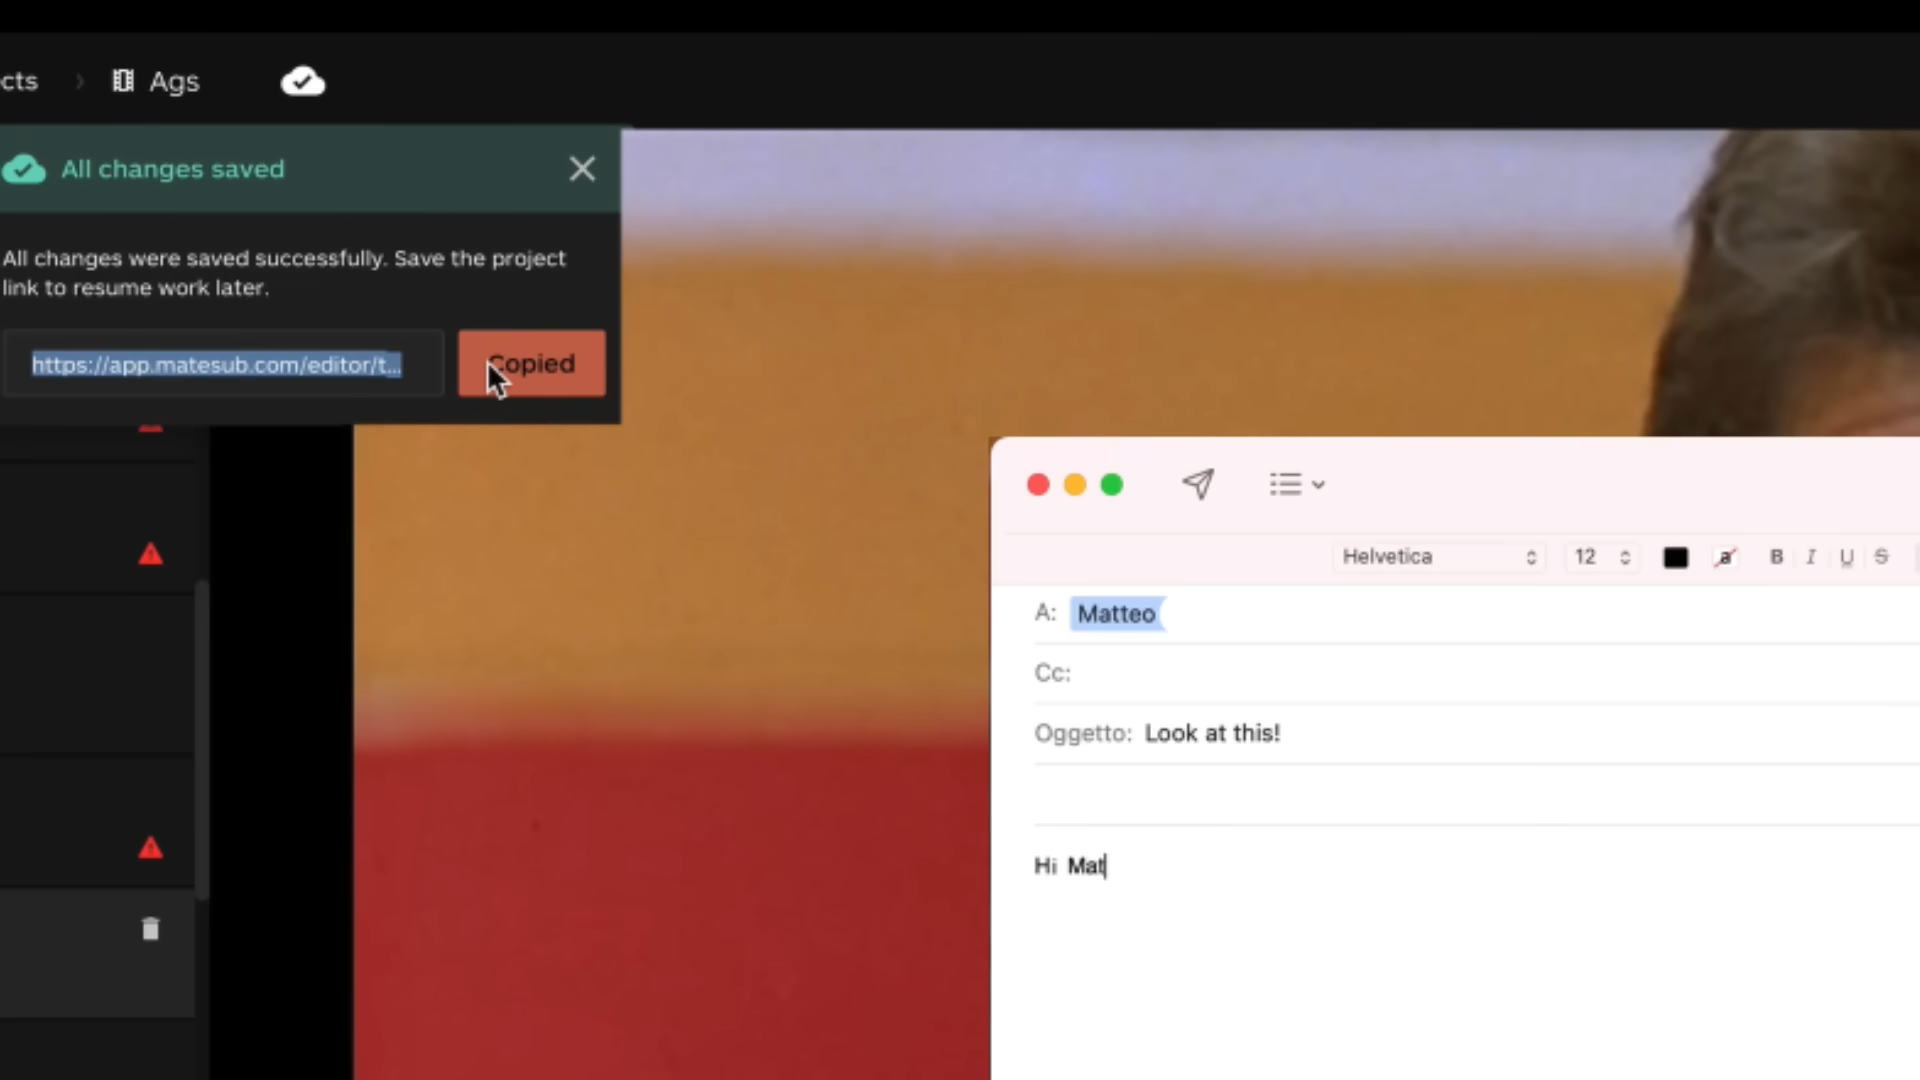 cts > Ags
All changes saved
All changes were saved successfully. Save the project
link to resume work later.
https://app.matesub.com/editor/t...
Copied
Helvetica 12 a B I U S
A: Matteo
Cc:
Oggetto: Look at this!
Hi Mat